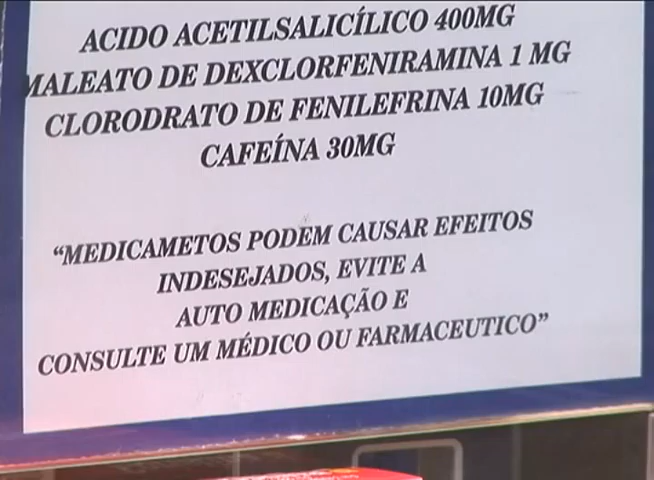 ACIDO ACETILSALICÍLICO 400MG
MALEATO DE DEXCLORFENIRAMINA 1 MG
CLORODRATO DE FENILEFRINA 10MG
CAFEÍNA 30MG
“MEDICAMETOS PODEM CAUSAR EFEITOS
INDESEJADOS, EVITE A
AUTO MEDICAÇÃO E
CONSULTE UM MÉDICO OU FARMACEUTICO”